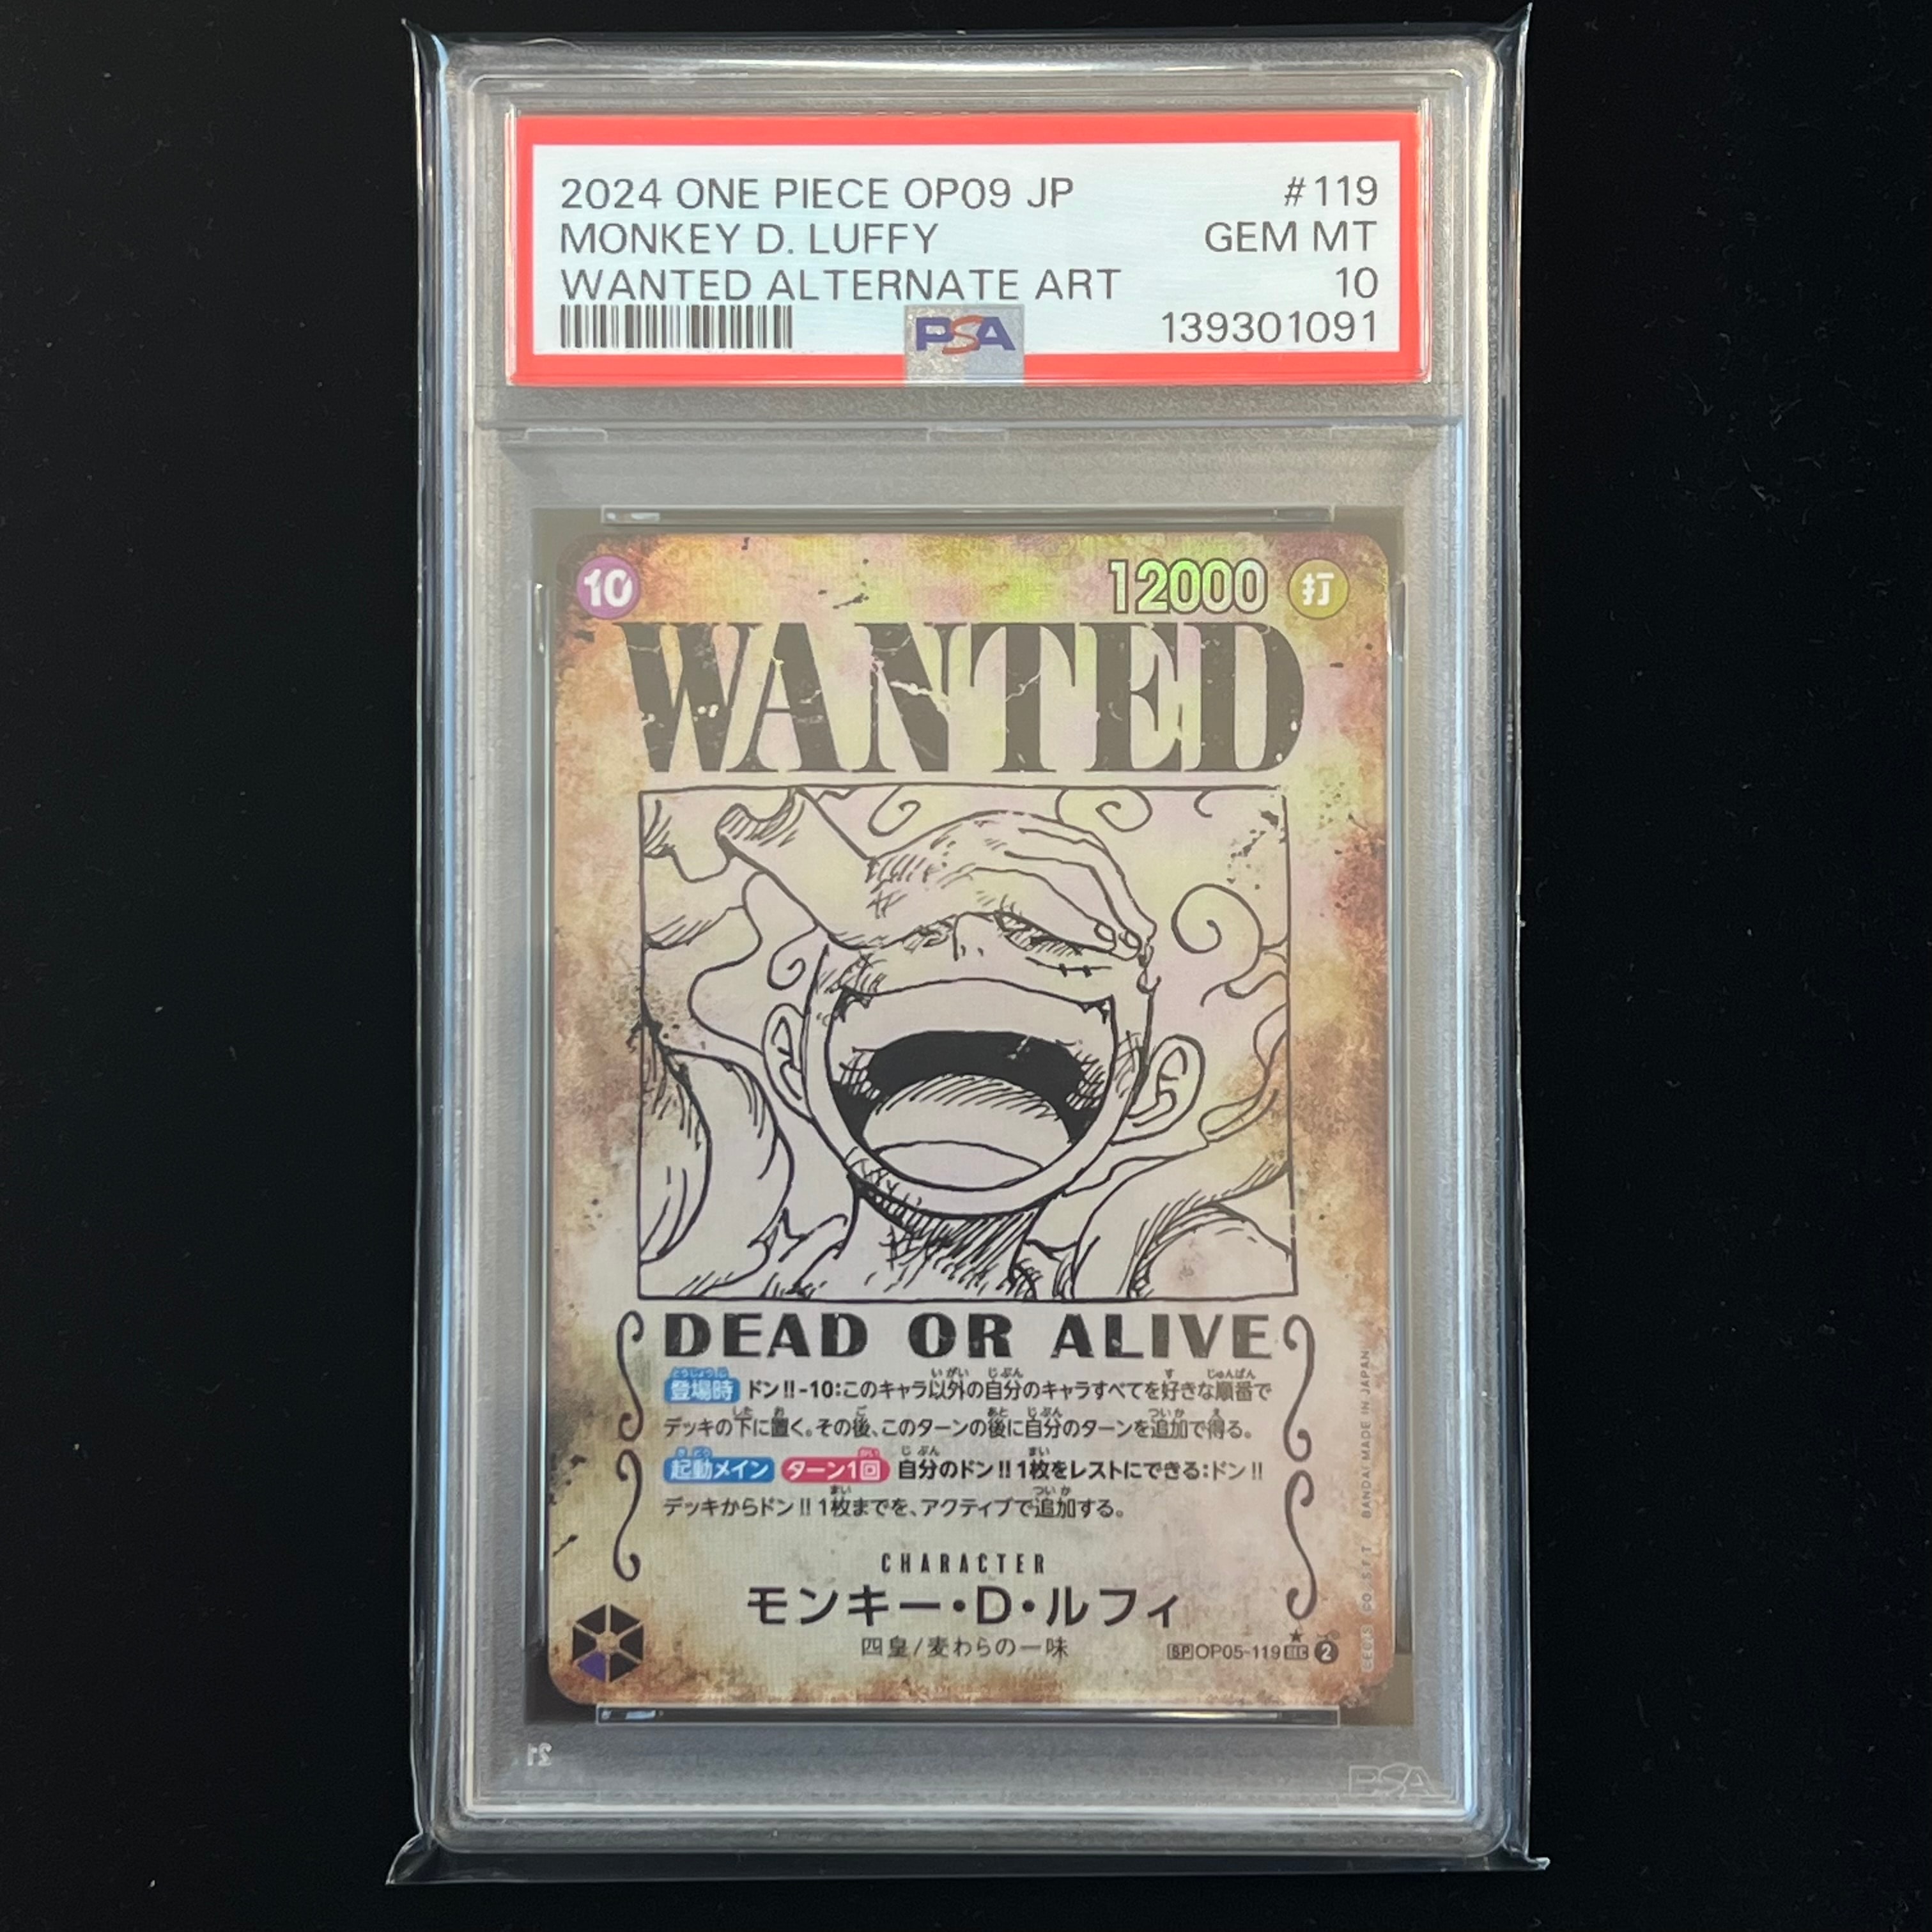 2024 ONE PIECE OP09 JP #119
MONKEY D. LUFFY GEM MT
WANTED ALTERNATE ART 10
PSA 139301091
10 12000 打
WANTED
DEAD OR ALIVE
登場時 ドン!!-10:このキャラ以外の自分のキャラすべてを好きな順番で
デッキの下に置く。その後、このターンの後に自分のターンを追加で得る。
起動メイン ターン1回 自分のドン!!1枚をレストにできる:ドン!!
デッキからドン!!1枚までを、アクティブで追加する。
CHARACTER
モンキー・D・ルフィ
四皇/麦わらの一味
SP OP05-119 SEC 2
BANDAI MADE IN JAPAN
21
PSA